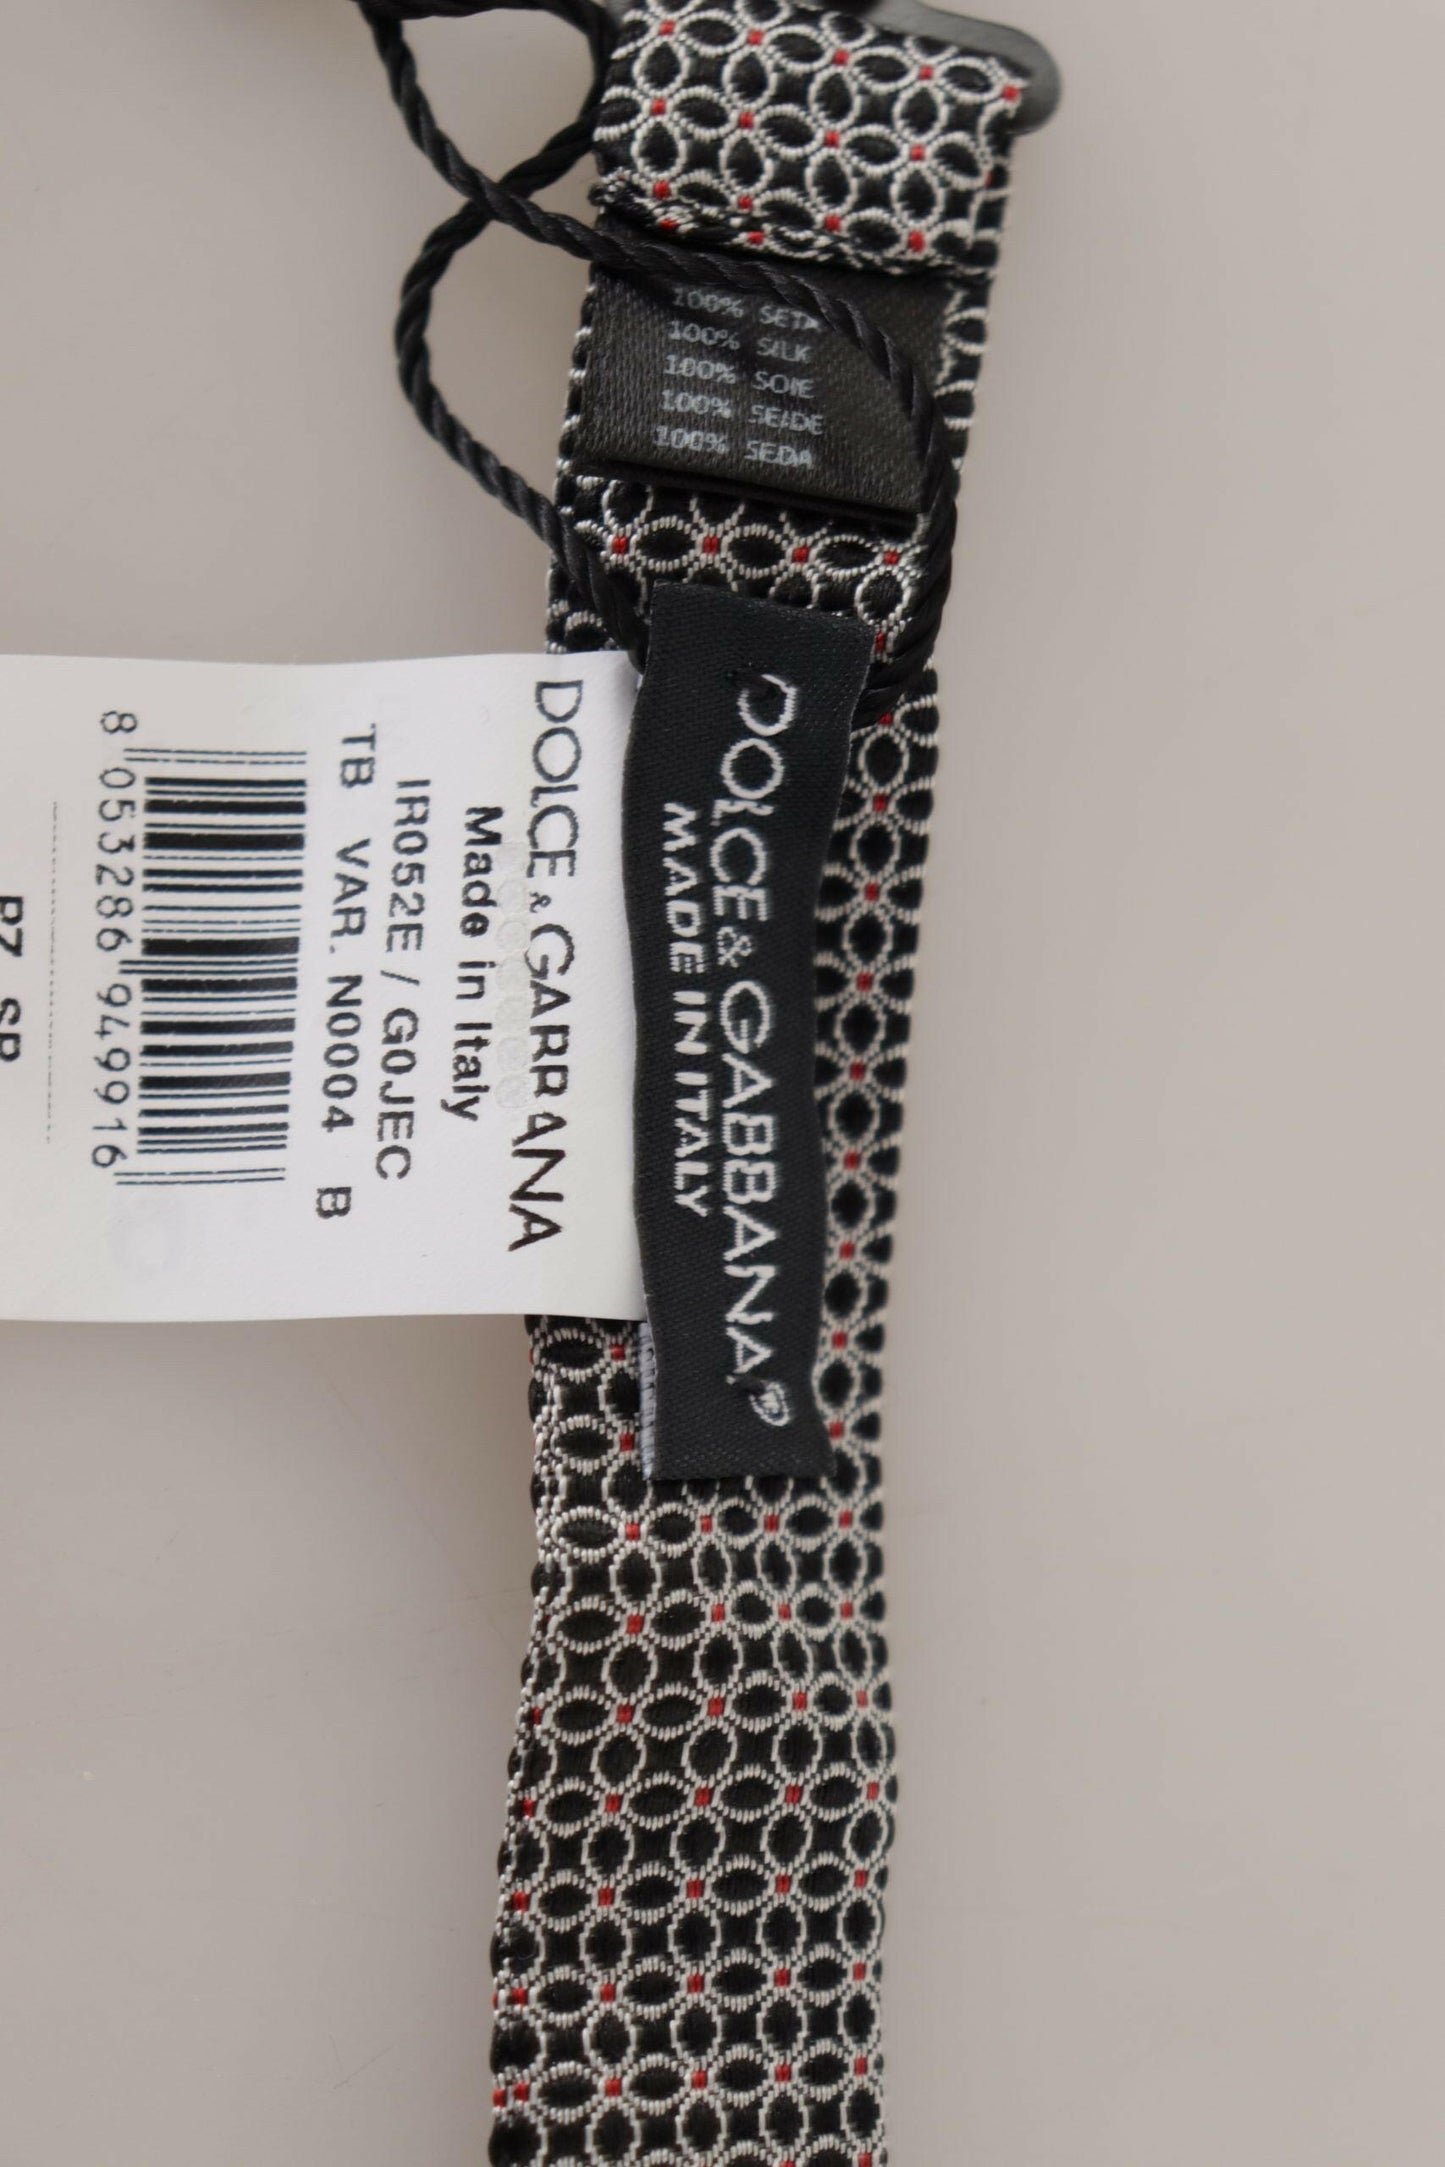 100% SETA
100% SILK
100% SOIE
100% SEIDE
100% SEDA
DOLCE & GABBANA
MADE IN ITALY
DOLCE & GARRANA
Made in Italy
IR052E / G0JEC
TB VAR. N0004 B
8 053286 949916